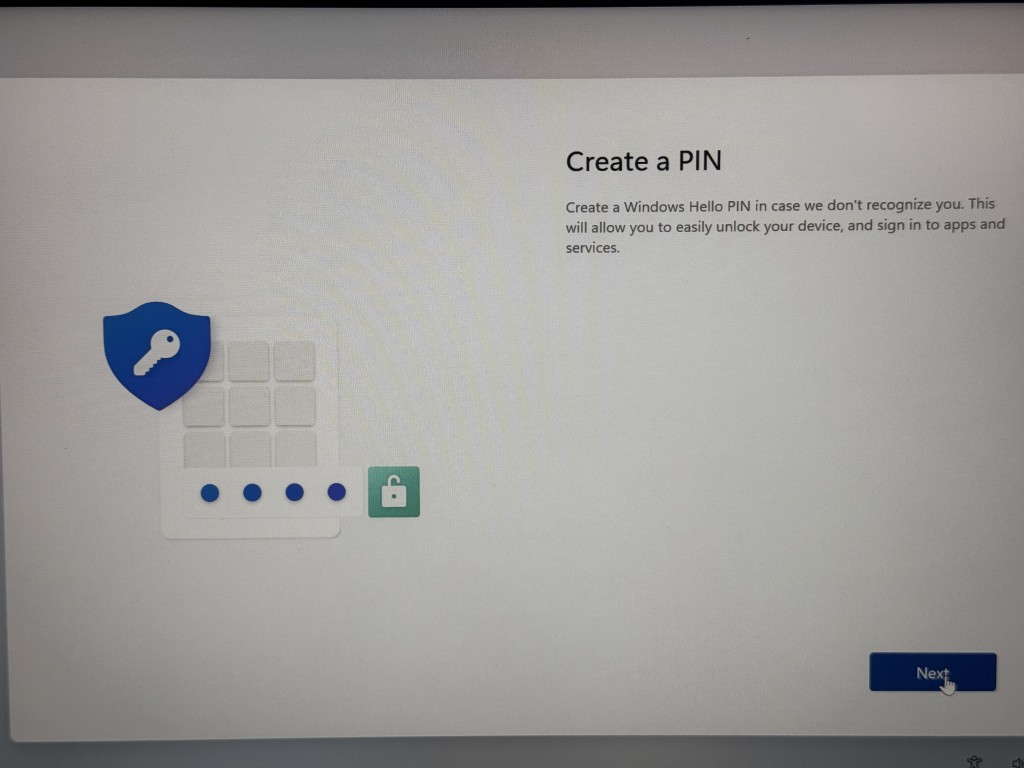 Create a PIN
Create a Windows Hello PIN in case we don't recognize you. This
will allow you to easily unlock your device, and sign in to apps and
services.
Next